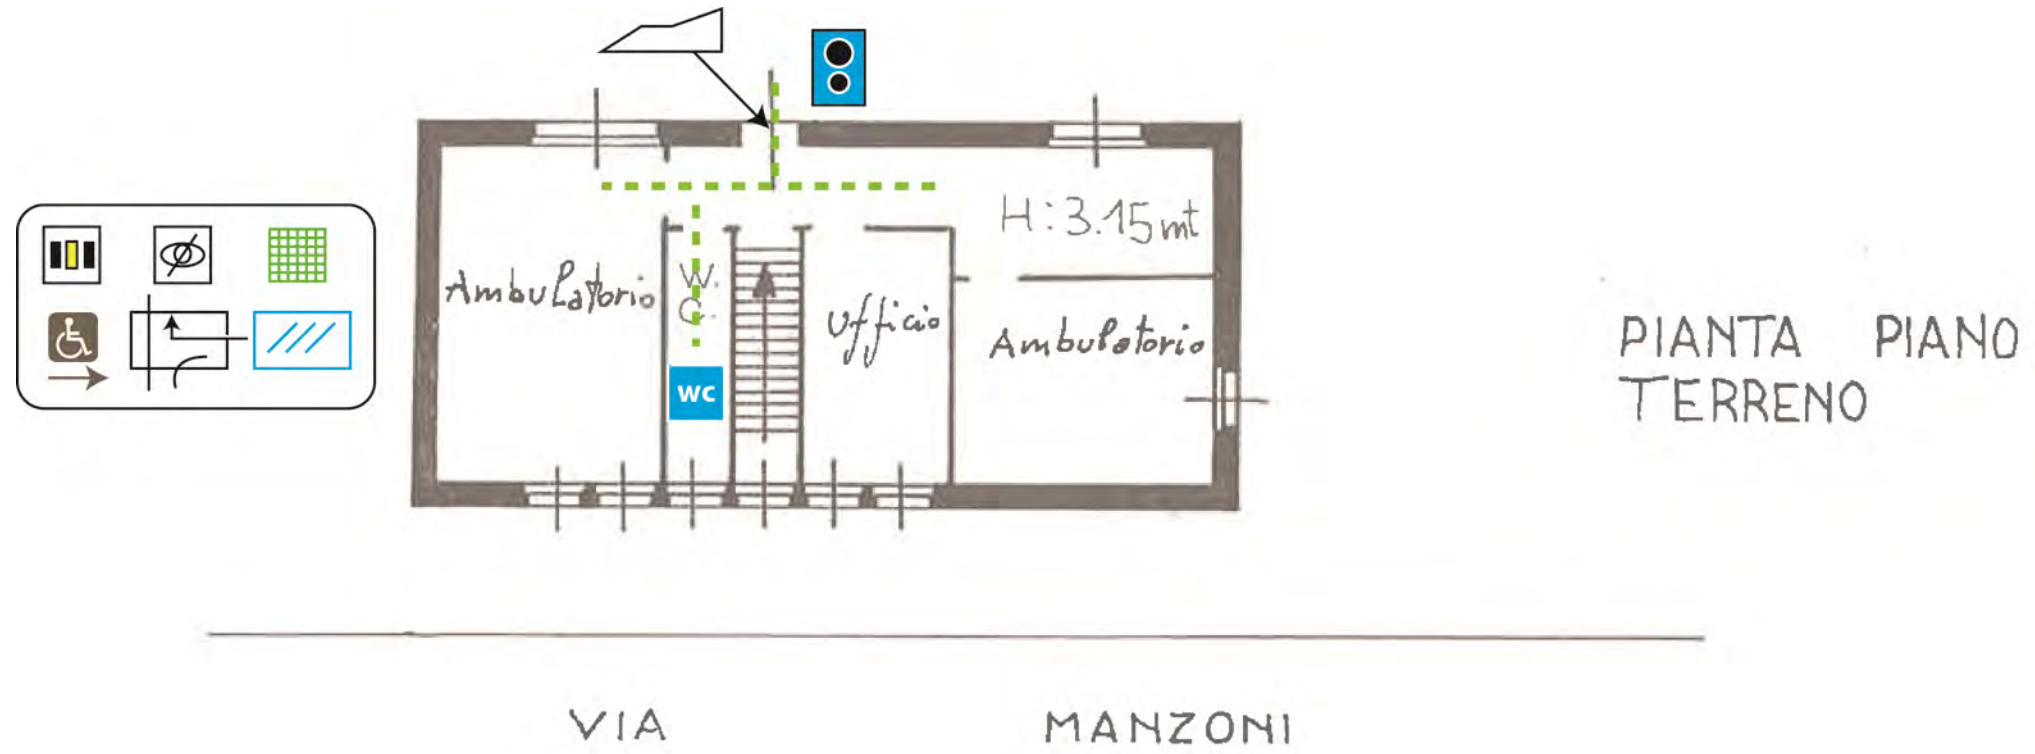 H: 3.15 mt
Ambulatorio
W.
C.
Ufficio
Ambulatorio
WC
PIANTA PIANO
TERRENO
VIA MANZONI